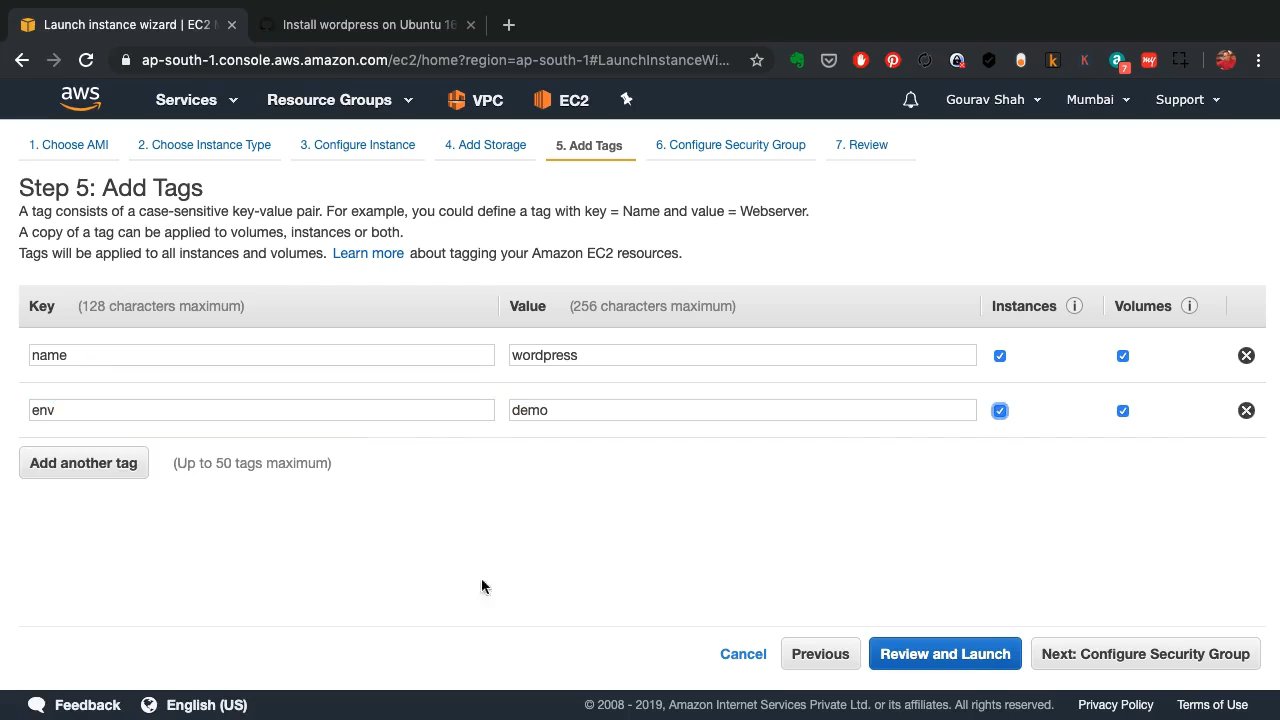 Launch instance wizard | EC2 M
Install wordpress on Ubuntu 16
ap-south-1.console.aws.amazon.com/ec2/home?region=ap-south-1#LaunchInstanceWi...
7
my
aws
Services
Resource Groups
VPC
EC2
Gourav Shah
Mumbai
Support
1. Choose AMI
2. Choose Instance Type
3. Configure Instance
4. Add Storage
5. Add Tags
6. Configure Security Group
7. Review
Step 5: Add Tags
A tag consists of a case-sensitive key-value pair. For example, you could define a tag with key = Name and value = Webserver.
A copy of a tag can be applied to volumes, instances or both.
Tags will be applied to all instances and volumes. Learn more about tagging your Amazon EC2 resources.
Key (128 characters maximum)
Value (256 characters maximum)
Instances
Volumes
name
wordpress
env
demo
Add another tag
(Up to 50 tags maximum)
Cancel
Previous
Review and Launch
Next: Configure Security Group
Feedback
English (US)
© 2008 - 2019, Amazon Internet Services Private Ltd. or its affiliates. All rights reserved.
Privacy Policy
Terms of Use